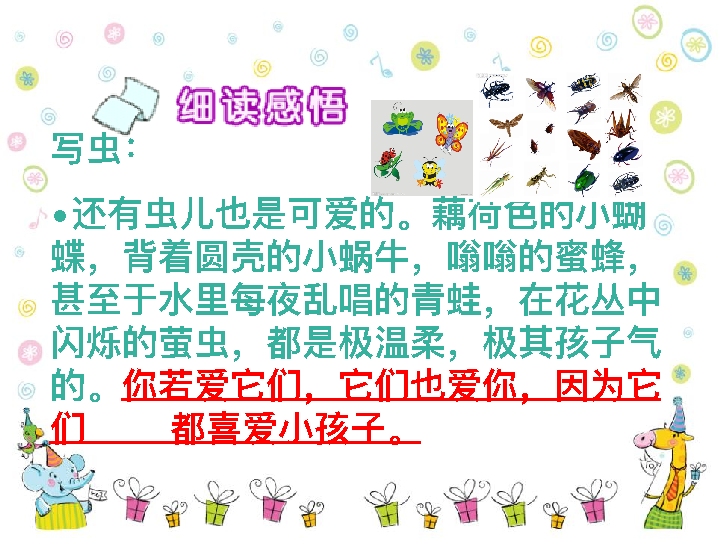 细读感悟
写虫：
•还有虫儿也是可爱的。藕荷色的小蝴
蝶，背着圆壳的小蜗牛，嗡嗡的蜜蜂，
甚至于水里每夜乱唱的青蛙，在花丛中
闪烁的萤虫，都是极温柔，极其孩子气
的。你若爱它们，它们也爱你，因为它
们　　都喜爱小孩子。